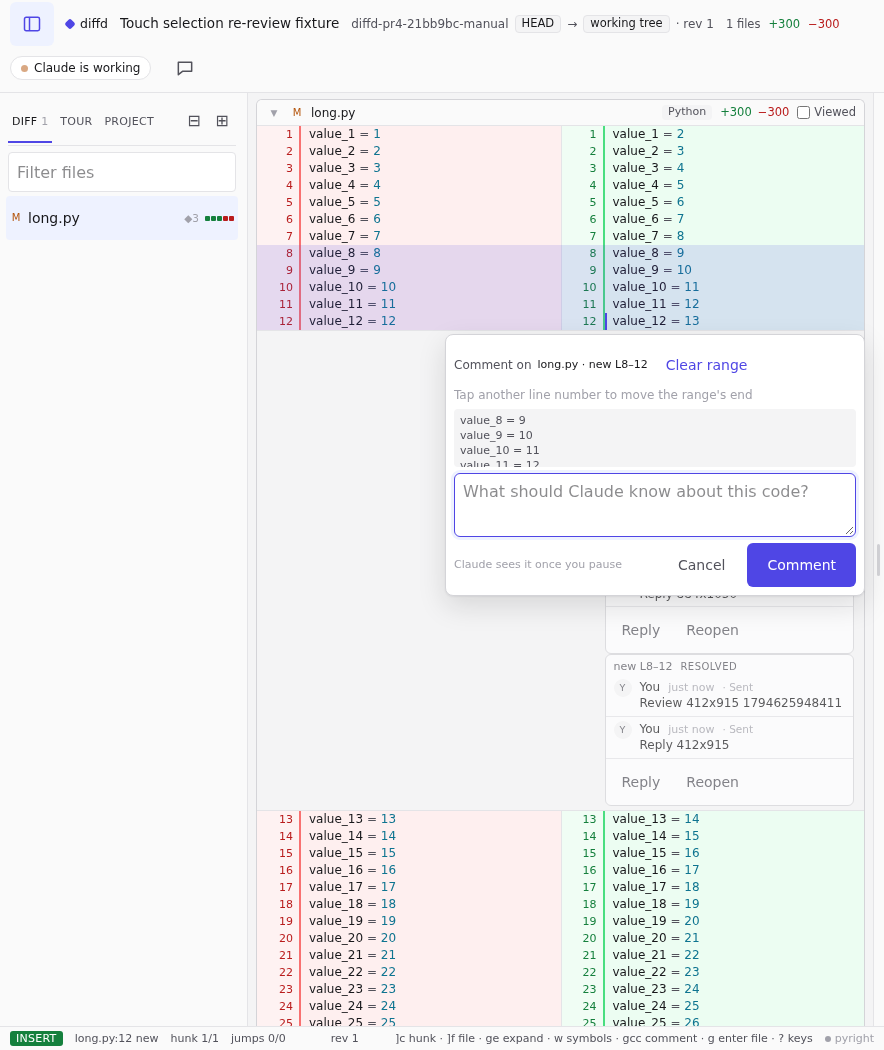 diffd Touch selection re-review fixture diffd-pr4-21bb9bc-manual HEAD → working tree · rev 1 1 files +300 −300
Claude is working
DIFF 1 TOUR PROJECT
Filter files
M long.py ◆3
▼ M long.py Python +300 −300 Viewed
1 value_1 = 1 1 value_1 = 2
2 value_2 = 2 2 value_2 = 3
3 value_3 = 3 3 value_3 = 4
4 value_4 = 4 4 value_4 = 5
5 value_5 = 5 5 value_5 = 6
6 value_6 = 6 6 value_6 = 7
7 value_7 = 7 7 value_7 = 8
8 value_8 = 8 8 value_8 = 9
9 value_9 = 9 9 value_9 = 10
10 value_10 = 10 10 value_10 = 11
11 value_11 = 11 11 value_11 = 12
12 value_12 = 12 12 value_12 = 13
Comment on long.py · new L8–12 Clear range
Tap another line number to move the range's end
value_8 = 9
value_9 = 10
value_10 = 11
value_11 = 12
What should Claude know about this code?
Claude sees it once you pause Cancel Comment
Reply Reopen
new L8–12 RESOLVED
Y You just now · Sent
Review 412x915 1794625948411
Y You just now · Sent
Reply 412x915
Reply Reopen
13 value_13 = 13 13 value_13 = 14
14 value_14 = 14 14 value_14 = 15
15 value_15 = 15 15 value_15 = 16
16 value_16 = 16 16 value_16 = 17
17 value_17 = 17 17 value_17 = 18
18 value_18 = 18 18 value_18 = 19
19 value_19 = 19 19 value_19 = 20
20 value_20 = 20 20 value_20 = 21
21 value_21 = 21 21 value_21 = 22
22 value_22 = 22 22 value_22 = 23
23 value_23 = 23 23 value_23 = 24
24 value_24 = 24 24 value_24 = 25
25 value_25 = 25 25 value_25 = 26
INSERT long.py:12 new hunk 1/1 jumps 0/0 rev 1 ]c hunk · ]f file · ge expand · w symbols · gcc comment · g enter file · ? keys pyright